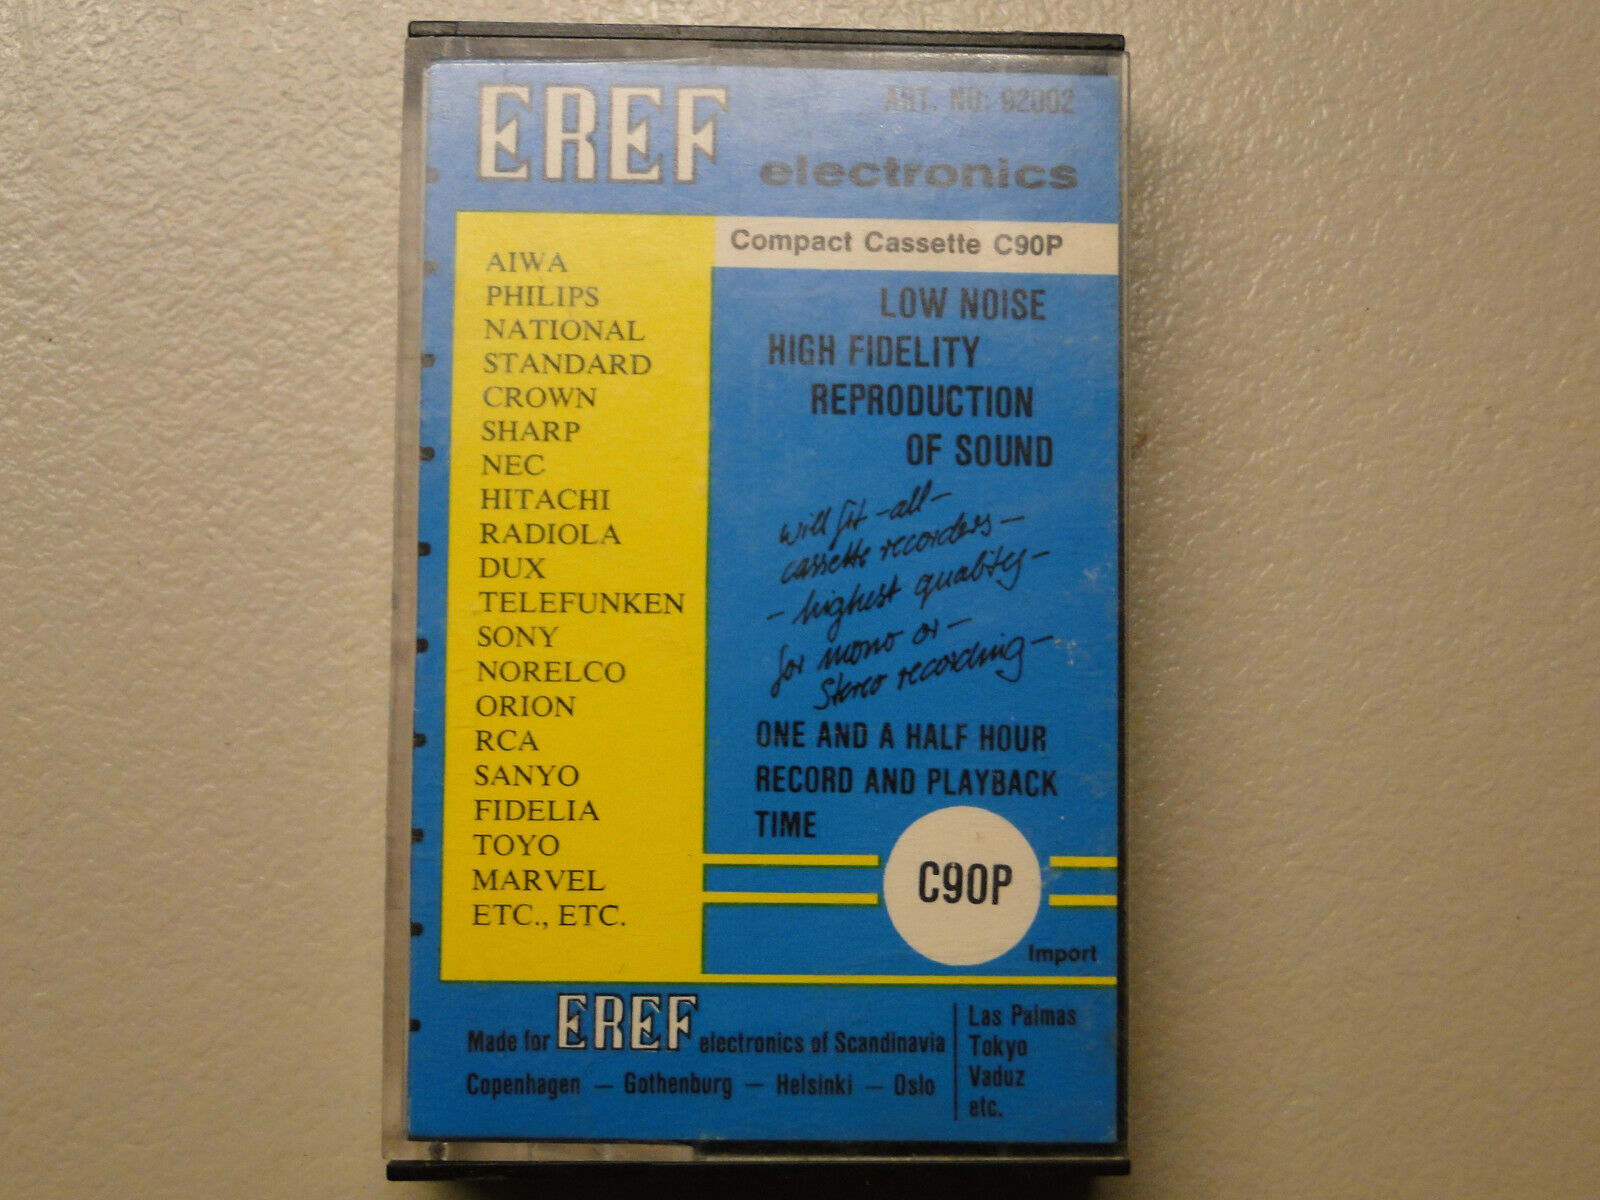 EREF
ART. NO: 92002
electronics
Compact Cassette C90P
AIWA
PHILIPS
NATIONAL
STANDARD
CROWN
SHARP
NEC
HITACHI
RADIOLA
DUX
TELEFUNKEN
SONY
NORELCO
ORION
RCA
SANYO
FIDELIA
TOYO
MARVEL
ETC., ETC.
LOW NOISE
HIGH FIDELITY
REPRODUCTION
OF SOUND
will fit -all-
cassette recorders-
- highest quality-
for mono or -
Stereo recording-
ONE AND A HALF HOUR
RECORD AND PLAYBACK
TIME
C90P
Import
Made for EREF electronics of Scandinavia
Copenhagen — Gothenburg — Helsinki — Oslo
Las Palmas
Tokyo
Vaduz
etc.